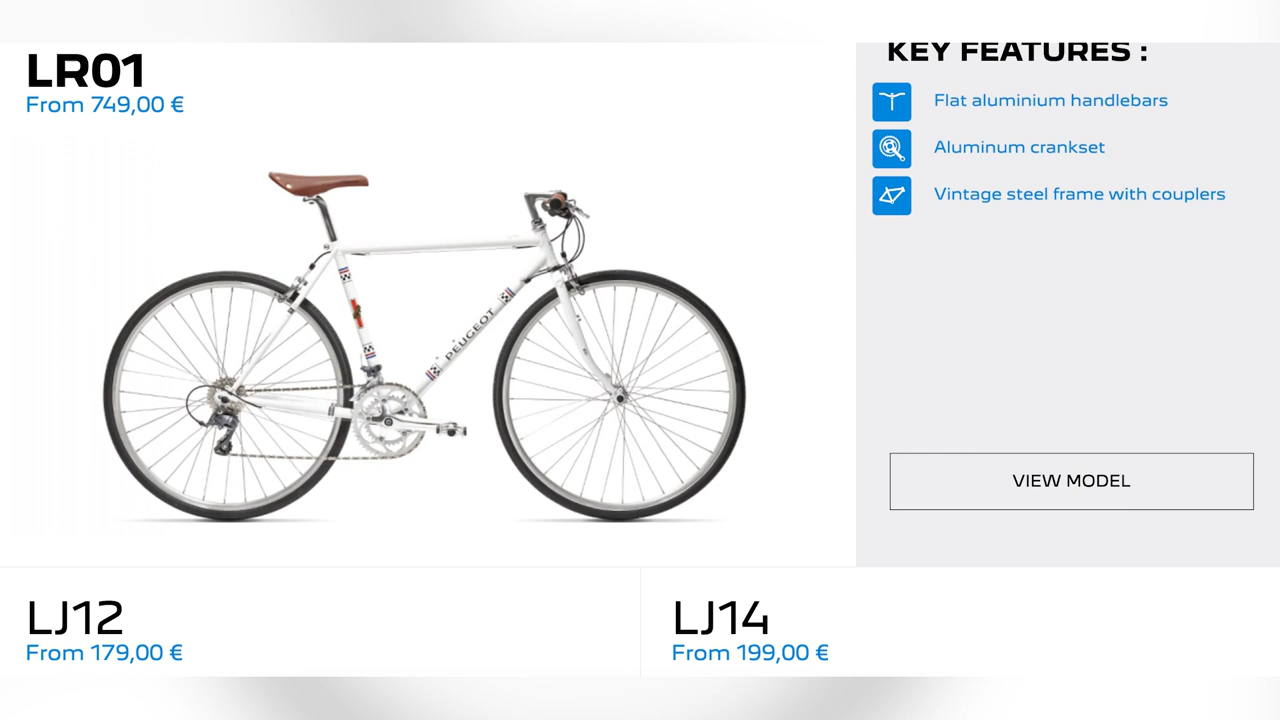 LR01
From 749,00 €
KEY FEATURES :
Flat aluminium handlebars
Aluminum crankset
Vintage steel frame with couplers
PEUGEOT
VIEW MODEL
LJ12
From 179,00 €
LJ14
From 199,00 €